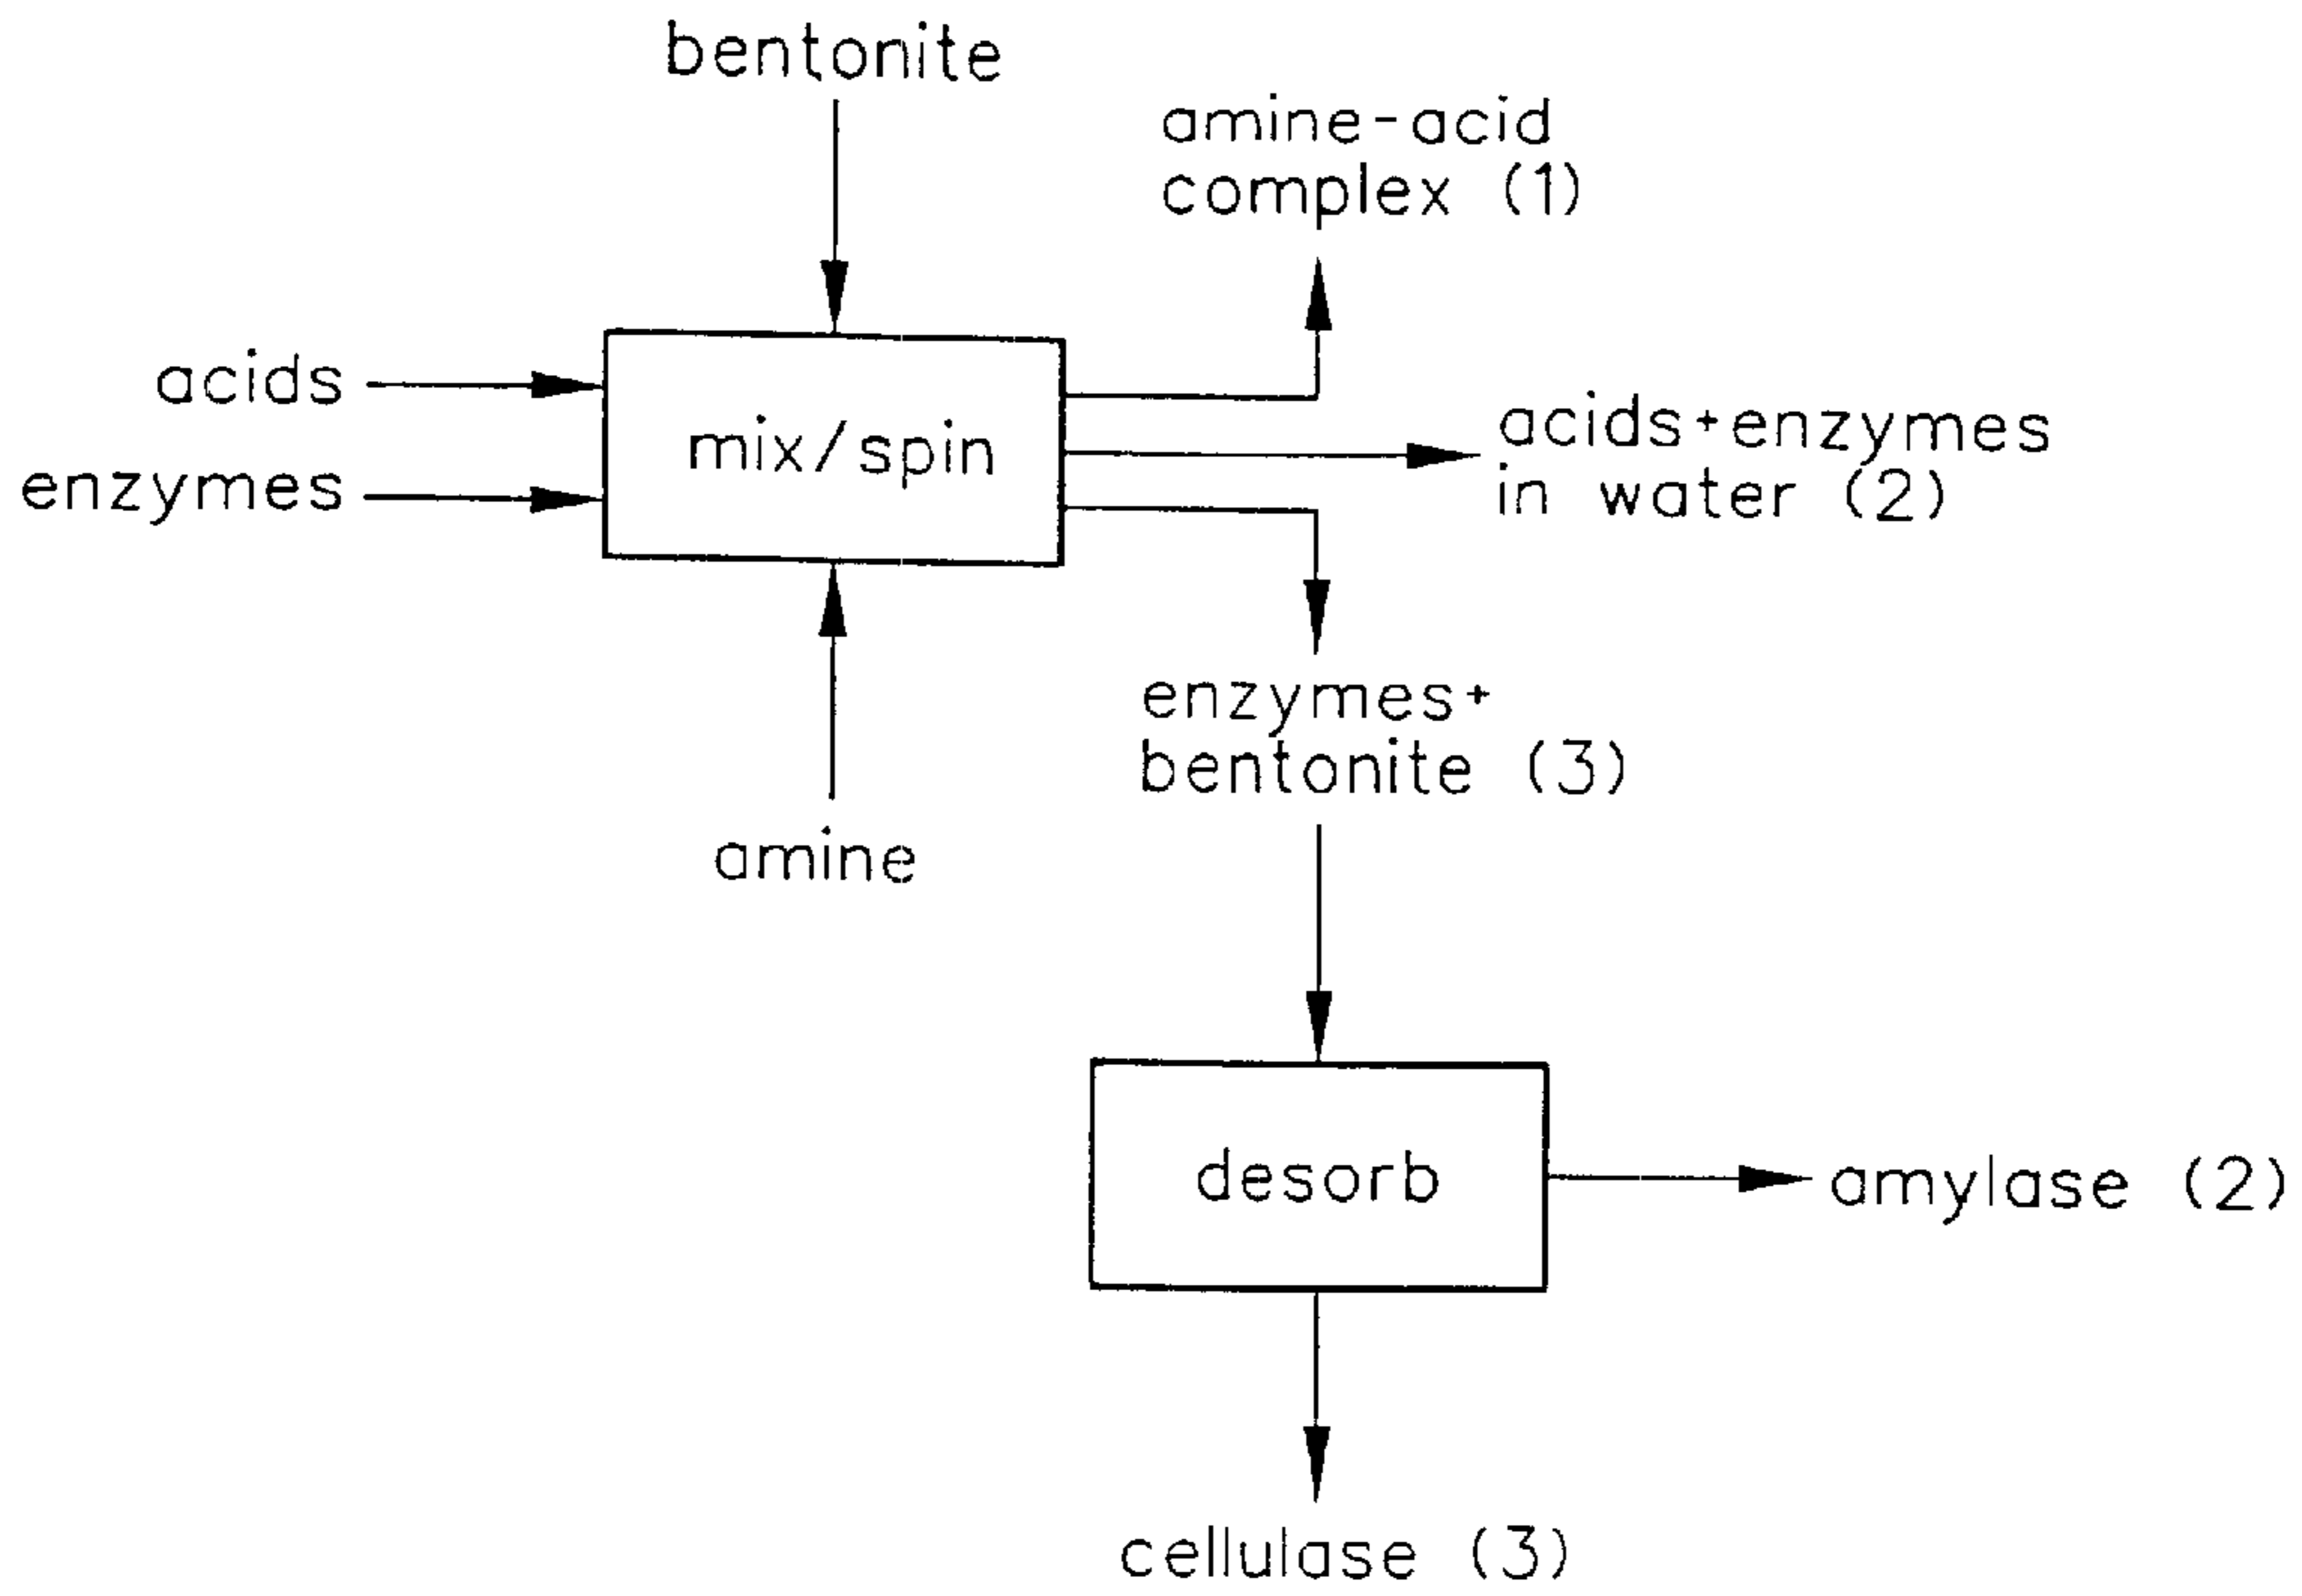 bentonite
amine-acid
complex (1)
acids
enzymes
mix/spin
acids+enzymes
in water (2)
amine
enzymes+
bentonite (3)
desorb
amylase (2)
cellulase (3)